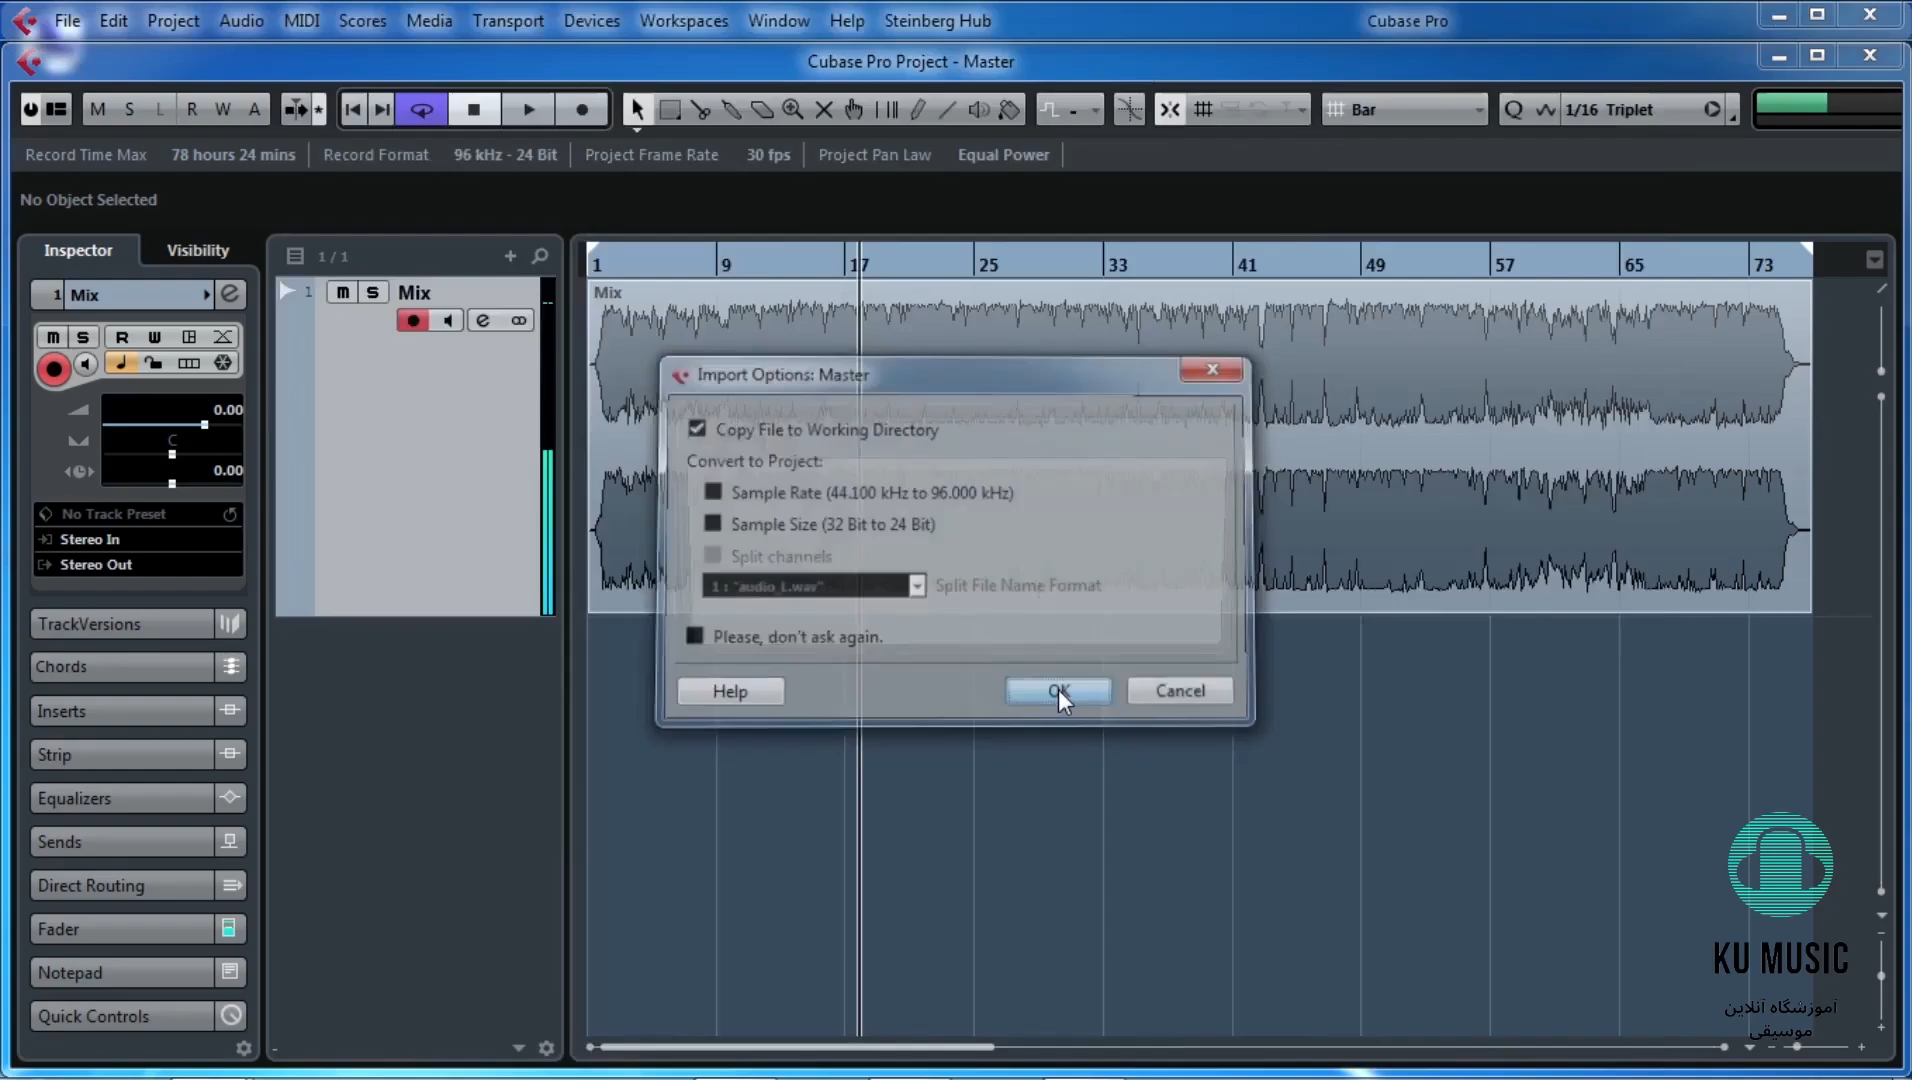 File Edit Project Audio MIDI Scores Media Transport Devices Workspaces Window Help Steinberg Hub Cubase Pro
Cubase Pro Project - Master
M S L R W A Bar Q 1/16 Triplet
Record Time Max 78 hours 24 mins Record Format 96 kHz - 24 Bit Project Frame Rate 30 fps Project Pan Law Equal Power
No Object Selected
Inspector Visibility
1 / 1
1 9 17 25 33 41 49 57 65 73
1 Mix
1 m S Mix
Mix
m S R W
0.00
C
0.00
No Track Preset
Stereo In
Stereo Out
TrackVersions
Chords
Inserts
Strip
Equalizers
Sends
Direct Routing
Fader
Notepad
Quick Controls
Import Options: Master
Copy File to Working Directory
Convert to Project:
Sample Rate (44.100 kHz to 96.000 kHz)
Sample Size (32 Bit to 24 Bit)
Split channels
1 : "audio_L.wav" Split File Name Format
Please, don't ask again.
Help OK Cancel
KU MUSIC
آموزشگاه آنلاین
موسیقی